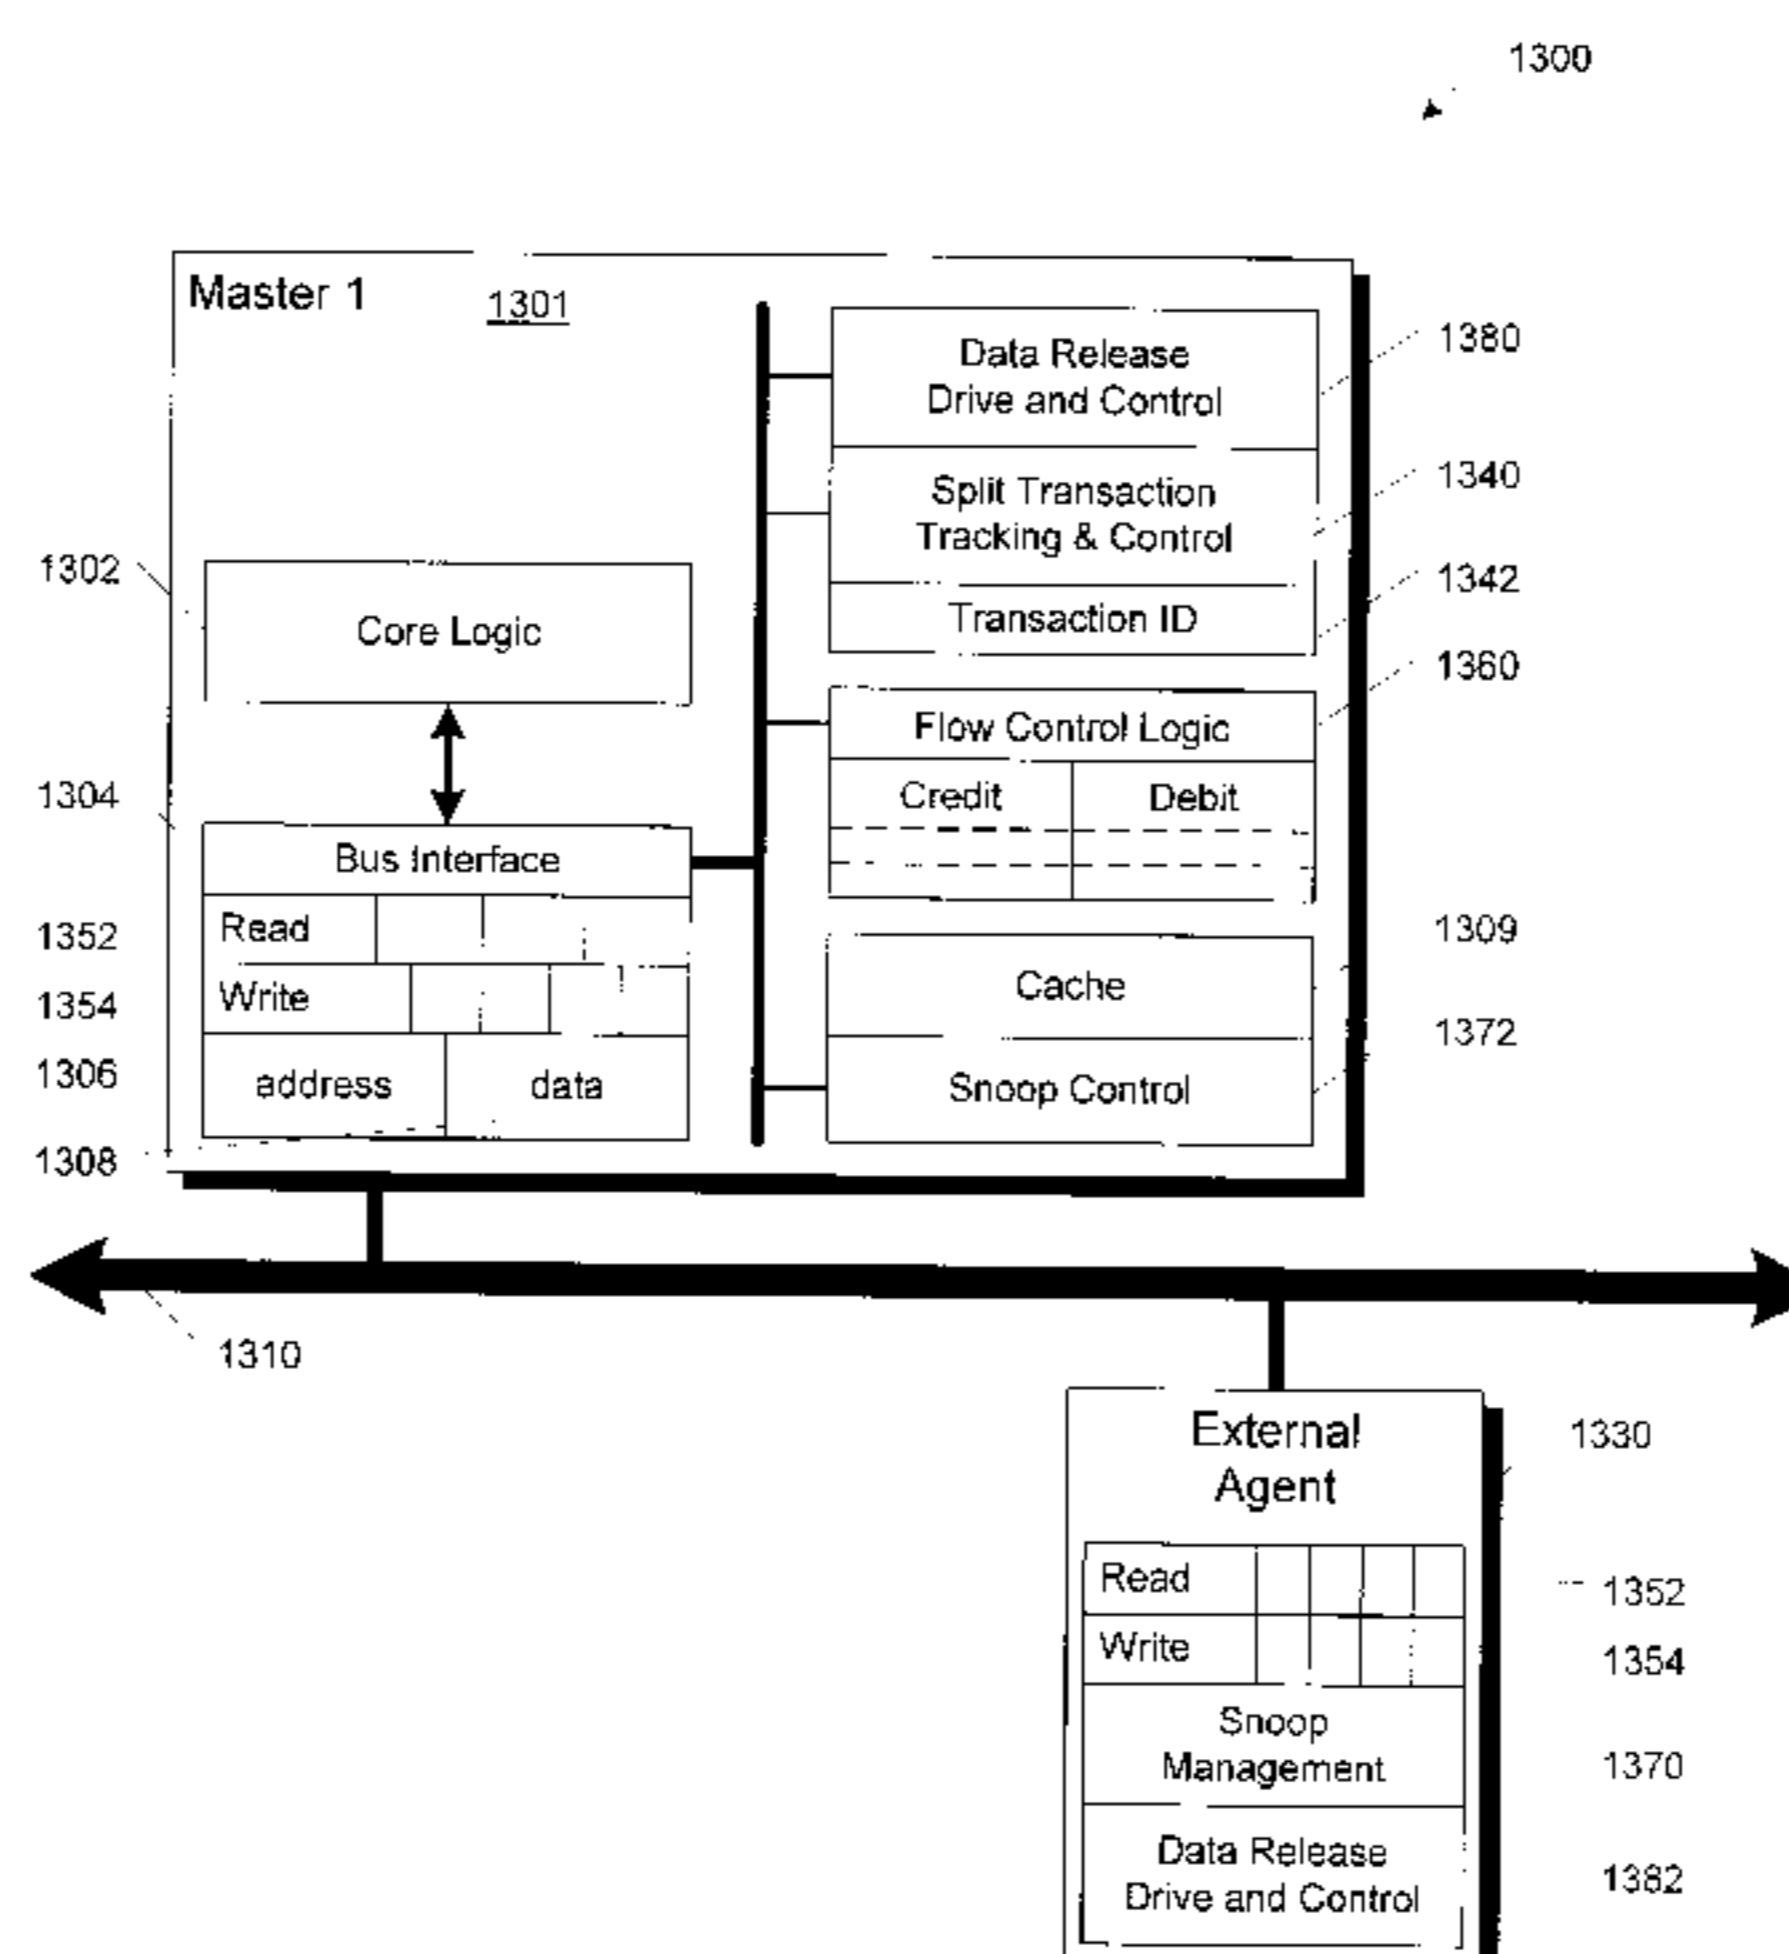 1300
Master 1
1301
Data Release
Drive and Control
1380
Split Transaction
Tracking & Control
1340
Transaction ID
1342
1302
Core Logic
Flow Control Logic
1360
Credit
Debit
1304
Bus Interface
1352
Read
1354
Write
1306
address
data
1308
Cache
1309
Snoop Control
1372
1310
External
Agent
1330
Read
1352
Write
1354
Snoop
Management
1370
Data Release
Drive and Control
1382